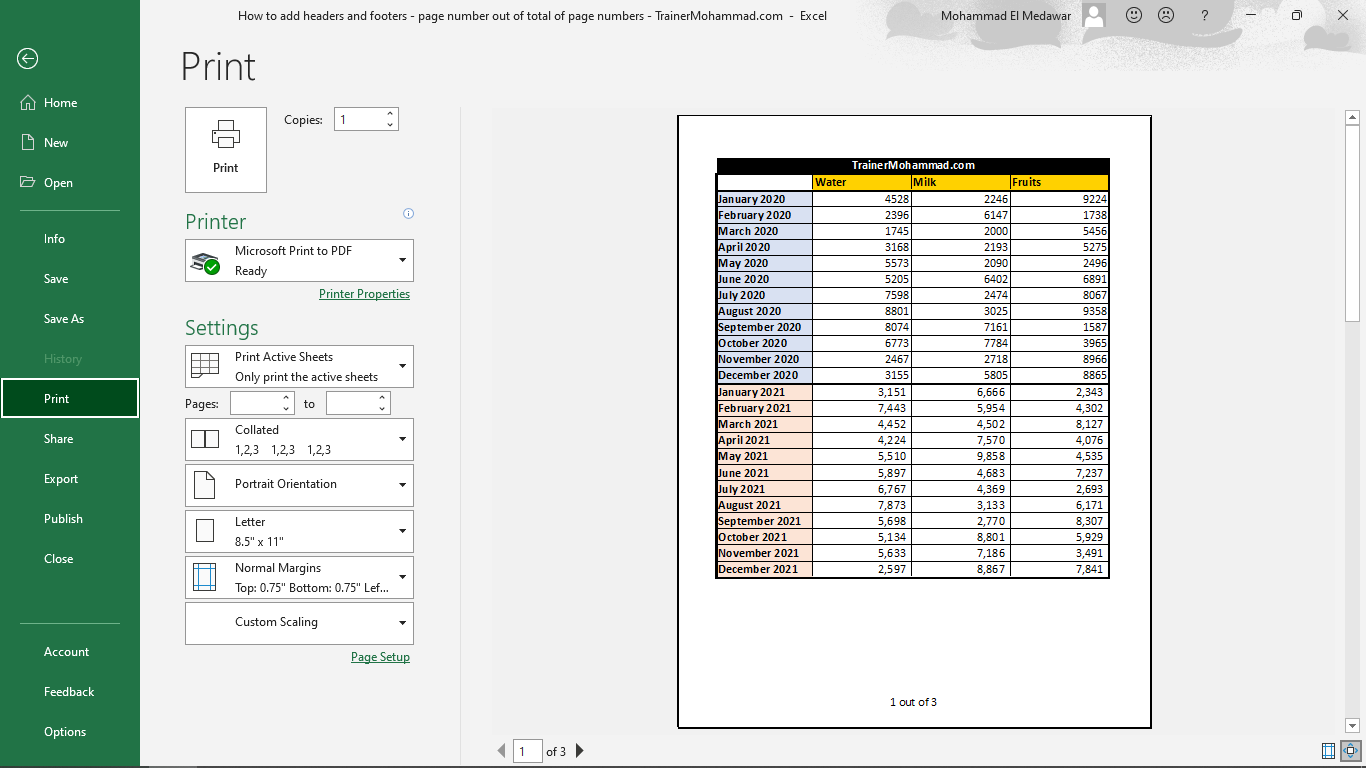 How to add headers and footers - page number out of total of page numbers - TrainerMohammad.com - Excel
Mohammad El Medawar
?
Home
New
Open
Info
Save
Save As
History
Print
Share
Export
Publish
Close
Account
Feedback
Options
Print
Print
Copies: 1
Printer
Microsoft Print to PDF
Ready
Printer Properties
Settings
Print Active Sheets
Only print the active sheets
Pages: to
Collated
1,2,3 1,2,3 1,2,3
Portrait Orientation
Letter
8.5" x 11"
Normal Margins
Top: 0.75" Bottom: 0.75" Lef...
Custom Scaling
Page Setup
TrainerMohammad.com
Water Milk Fruits
January 2020 4528 2246 9224
February 2020 2396 6147 1738
March 2020 1745 2000 5456
April 2020 3168 2193 5275
May 2020 5573 2090 2496
June 2020 5205 6402 6891
July 2020 7598 2474 8067
August 2020 8801 3025 9358
September 2020 8074 7161 1587
October 2020 6773 7784 3965
November 2020 2467 2718 8966
December 2020 3155 5805 8865
January 2021 3,151 6,666 2,343
February 2021 7,443 5,954 4,302
March 2021 4,452 4,502 8,127
April 2021 4,224 7,570 4,076
May 2021 5,510 9,858 4,535
June 2021 5,897 4,683 7,237
July 2021 6,767 4,369 2,693
August 2021 7,873 3,133 6,171
September 2021 5,698 2,770 8,307
October 2021 5,134 8,801 5,929
November 2021 5,633 7,186 3,491
December 2021 2,597 8,867 7,841
1 out of 3
1 of 3